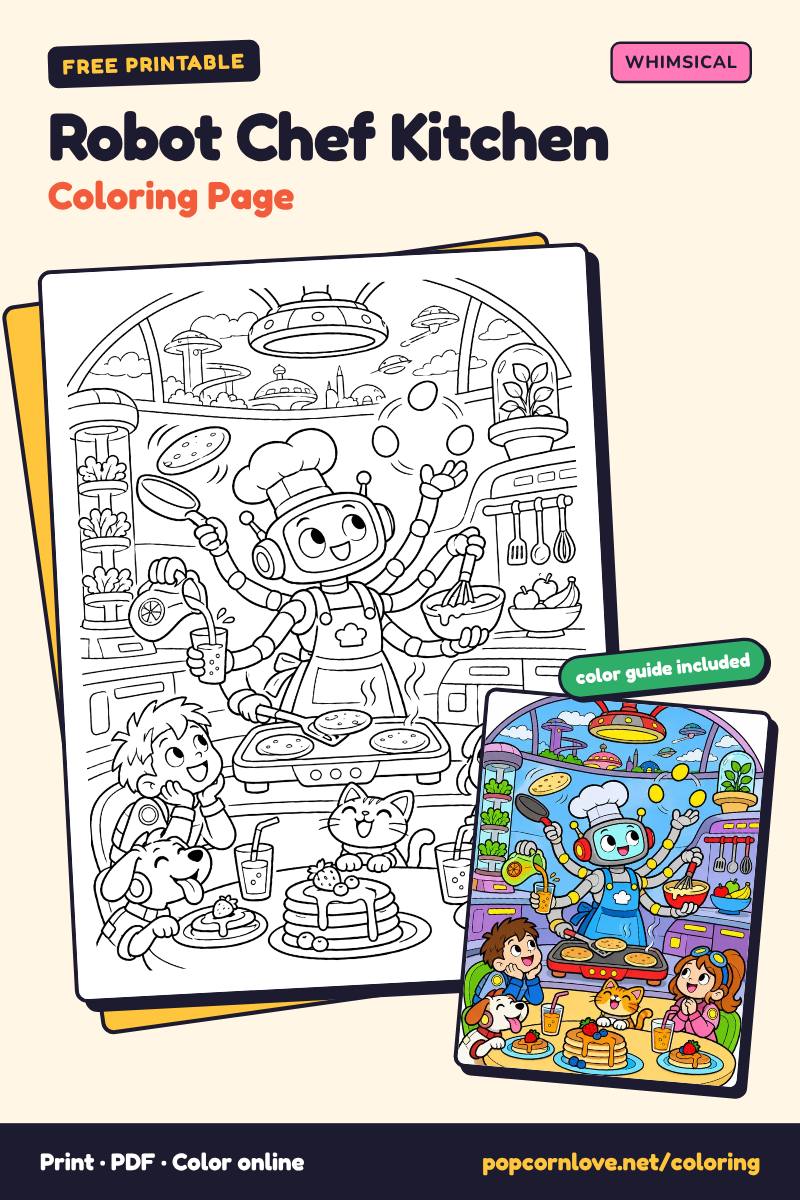 FREE PRINTABLE
WHIMSICAL
Robot Chef Kitchen
Coloring Page
color guide included
Print · PDF · Color online
popcornlove.net/coloring